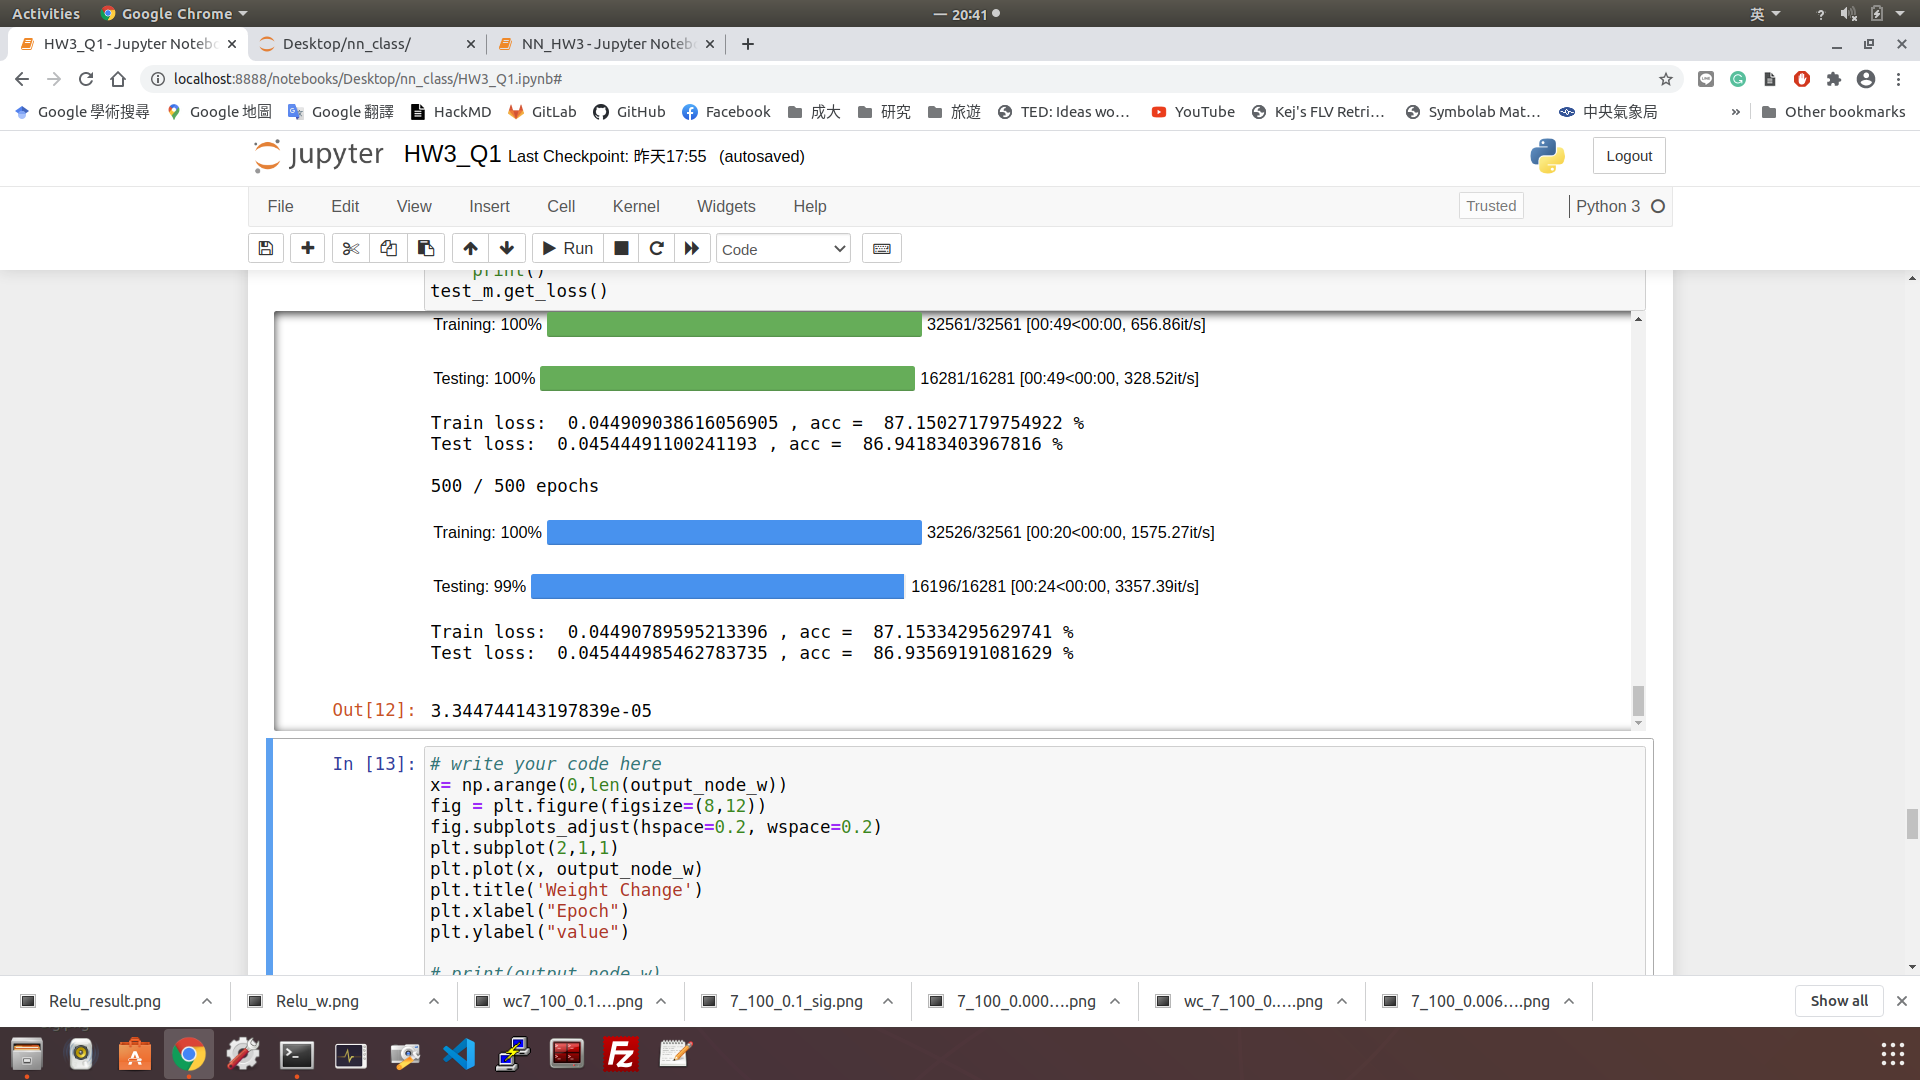 Activities Google Chrome — 20:41 英 ?
HW3_Q1 - Jupyter Notebo Desktop/nn_class/ NN_HW3 - Jupyter Noteb
localhost:8888/notebooks/Desktop/nn_class/HW3_Q1.ipynb#
Google 學術搜尋 Google 地圖 Google 翻譯 HackMD GitLab GitHub Facebook 成大 研究 旅遊 TED: Ideas wo… YouTube Kej's FLV Retri… Symbolab Mat… 中央氣象局 » Other bookmarks
jupyter HW3_Q1 Last Checkpoint: 昨天17:55 (autosaved) Logout
File Edit View Insert Cell Kernel Widgets Help Trusted Python 3
Run Code
print()
test_m.get_loss()
Training: 100% 32561/32561 [00:49<00:00, 656.86it/s]
Testing: 100% 16281/16281 [00:49<00:00, 328.52it/s]
Train loss: 0.044909038616056905 , acc = 87.15027179754922 %
Test loss: 0.04544491100241193 , acc = 86.94183403967816 %
500 / 500 epochs
Training: 100% 32526/32561 [00:20<00:00, 1575.27it/s]
Testing: 99% 16196/16281 [00:24<00:00, 3357.39it/s]
Train loss: 0.04490789595213396 , acc = 87.15334295629741 %
Test loss: 0.045444985462783735 , acc = 86.93569191081629 %
Out[12]: 3.344744143197839e-05
In [13]: # write your code here
x= np.arange(0,len(output_node_w))
fig = plt.figure(figsize=(8,12))
fig.subplots_adjust(hspace=0.2, wspace=0.2)
plt.subplot(2,1,1)
plt.plot(x, output_node_w)
plt.title('Weight Change')
plt.xlabel("Epoch")
plt.ylabel("value")
# print(output_node_w)
Relu_result.png Relu_w.png wc7_100_0.1….png 7_100_0.1_sig.png 7_100_0.000….png wc_7_100_0.….png 7_100_0.006….png Show all